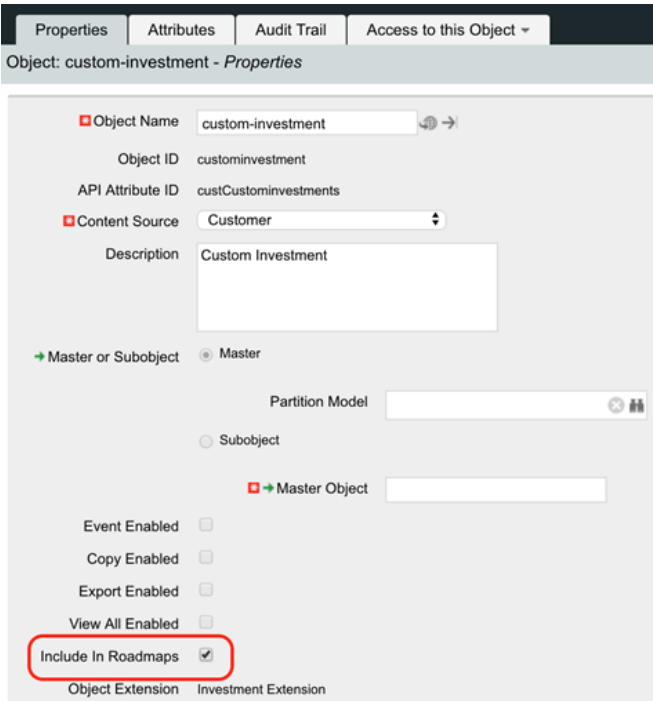 Properties Attributes Audit Trail Access to this Object
Object: custom-investment - Properties
Object Name custom-investment
Object ID custominvestment
API Attribute ID custCustominvestments
Content Source Customer
Description Custom Investment
Master or Subobject Master
Partition Model
Subobject
Master Object
Event Enabled
Copy Enabled
Export Enabled
View All Enabled
Include In Roadmaps
Object Extension Investment Extension